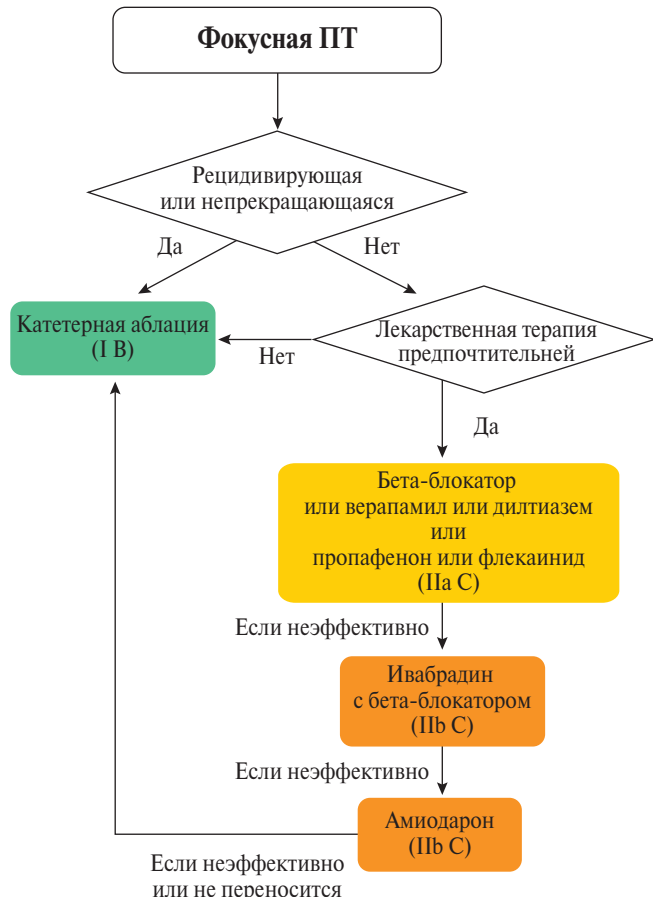 Фокусная ПТ
Рецидивирующая
или непрекращающаяся
Да
Нет
Катетерная аблация
(I B)
Нет
Лекарственная терапия
предпочтительней
Да
Бета-блокатор
или верапамил или дилтиазем
или
пропафенон или флекаинид
(IIa C)
Если неэффективно
Ивабрадин
с бета-блокатором
(IIb C)
Если неэффективно
Амиодарон
(IIb C)
Если неэффективно
или не переносится